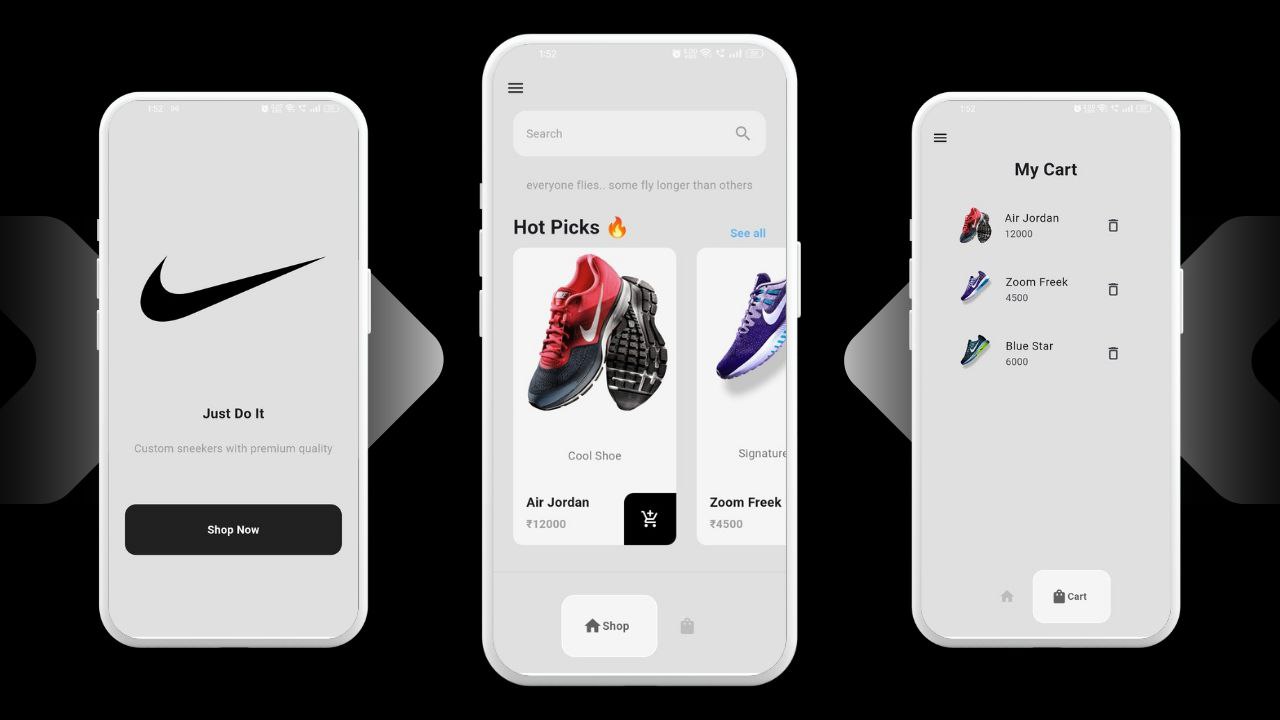 1:52
Just Do It
Custom sneekers with premium quality
Shop Now
1:52
Search
everyone flies.. some fly longer than others
Hot Picks 🔥
See all
Cool Shoe
Signature
Air Jordan
₹12000
Zoom Freek
₹4500
Shop
1:52
My Cart
Air Jordan
12000
Zoom Freek
4500
Blue Star
6000
Cart